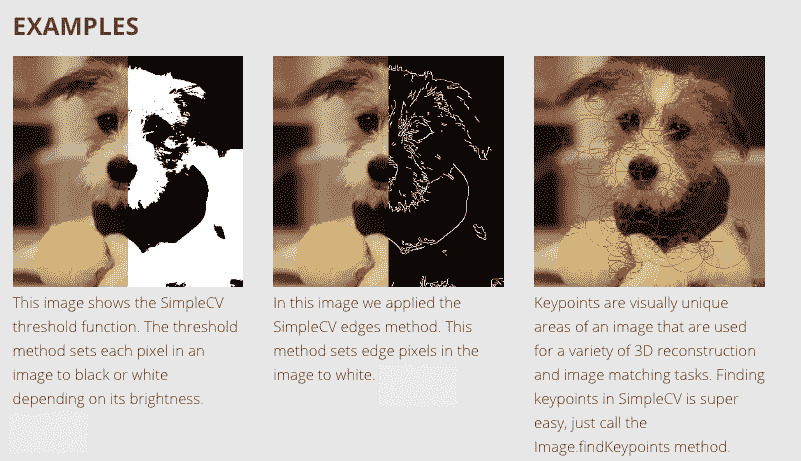 EXAMPLES
This image shows the SimpleCV
threshold function. The threshold
method sets each pixel in an
image to black or white
depending on its brightness.
In this image we applied the
SimpleCV edges method. This
method sets edge pixels in the
image to white.
Keypoints are visually unique
areas of an image that are used
for a variety of 3D reconstruction
and image matching tasks. Finding
keypoints in SimpleCV is super
easy, just call the
Image.findKeypoints method.